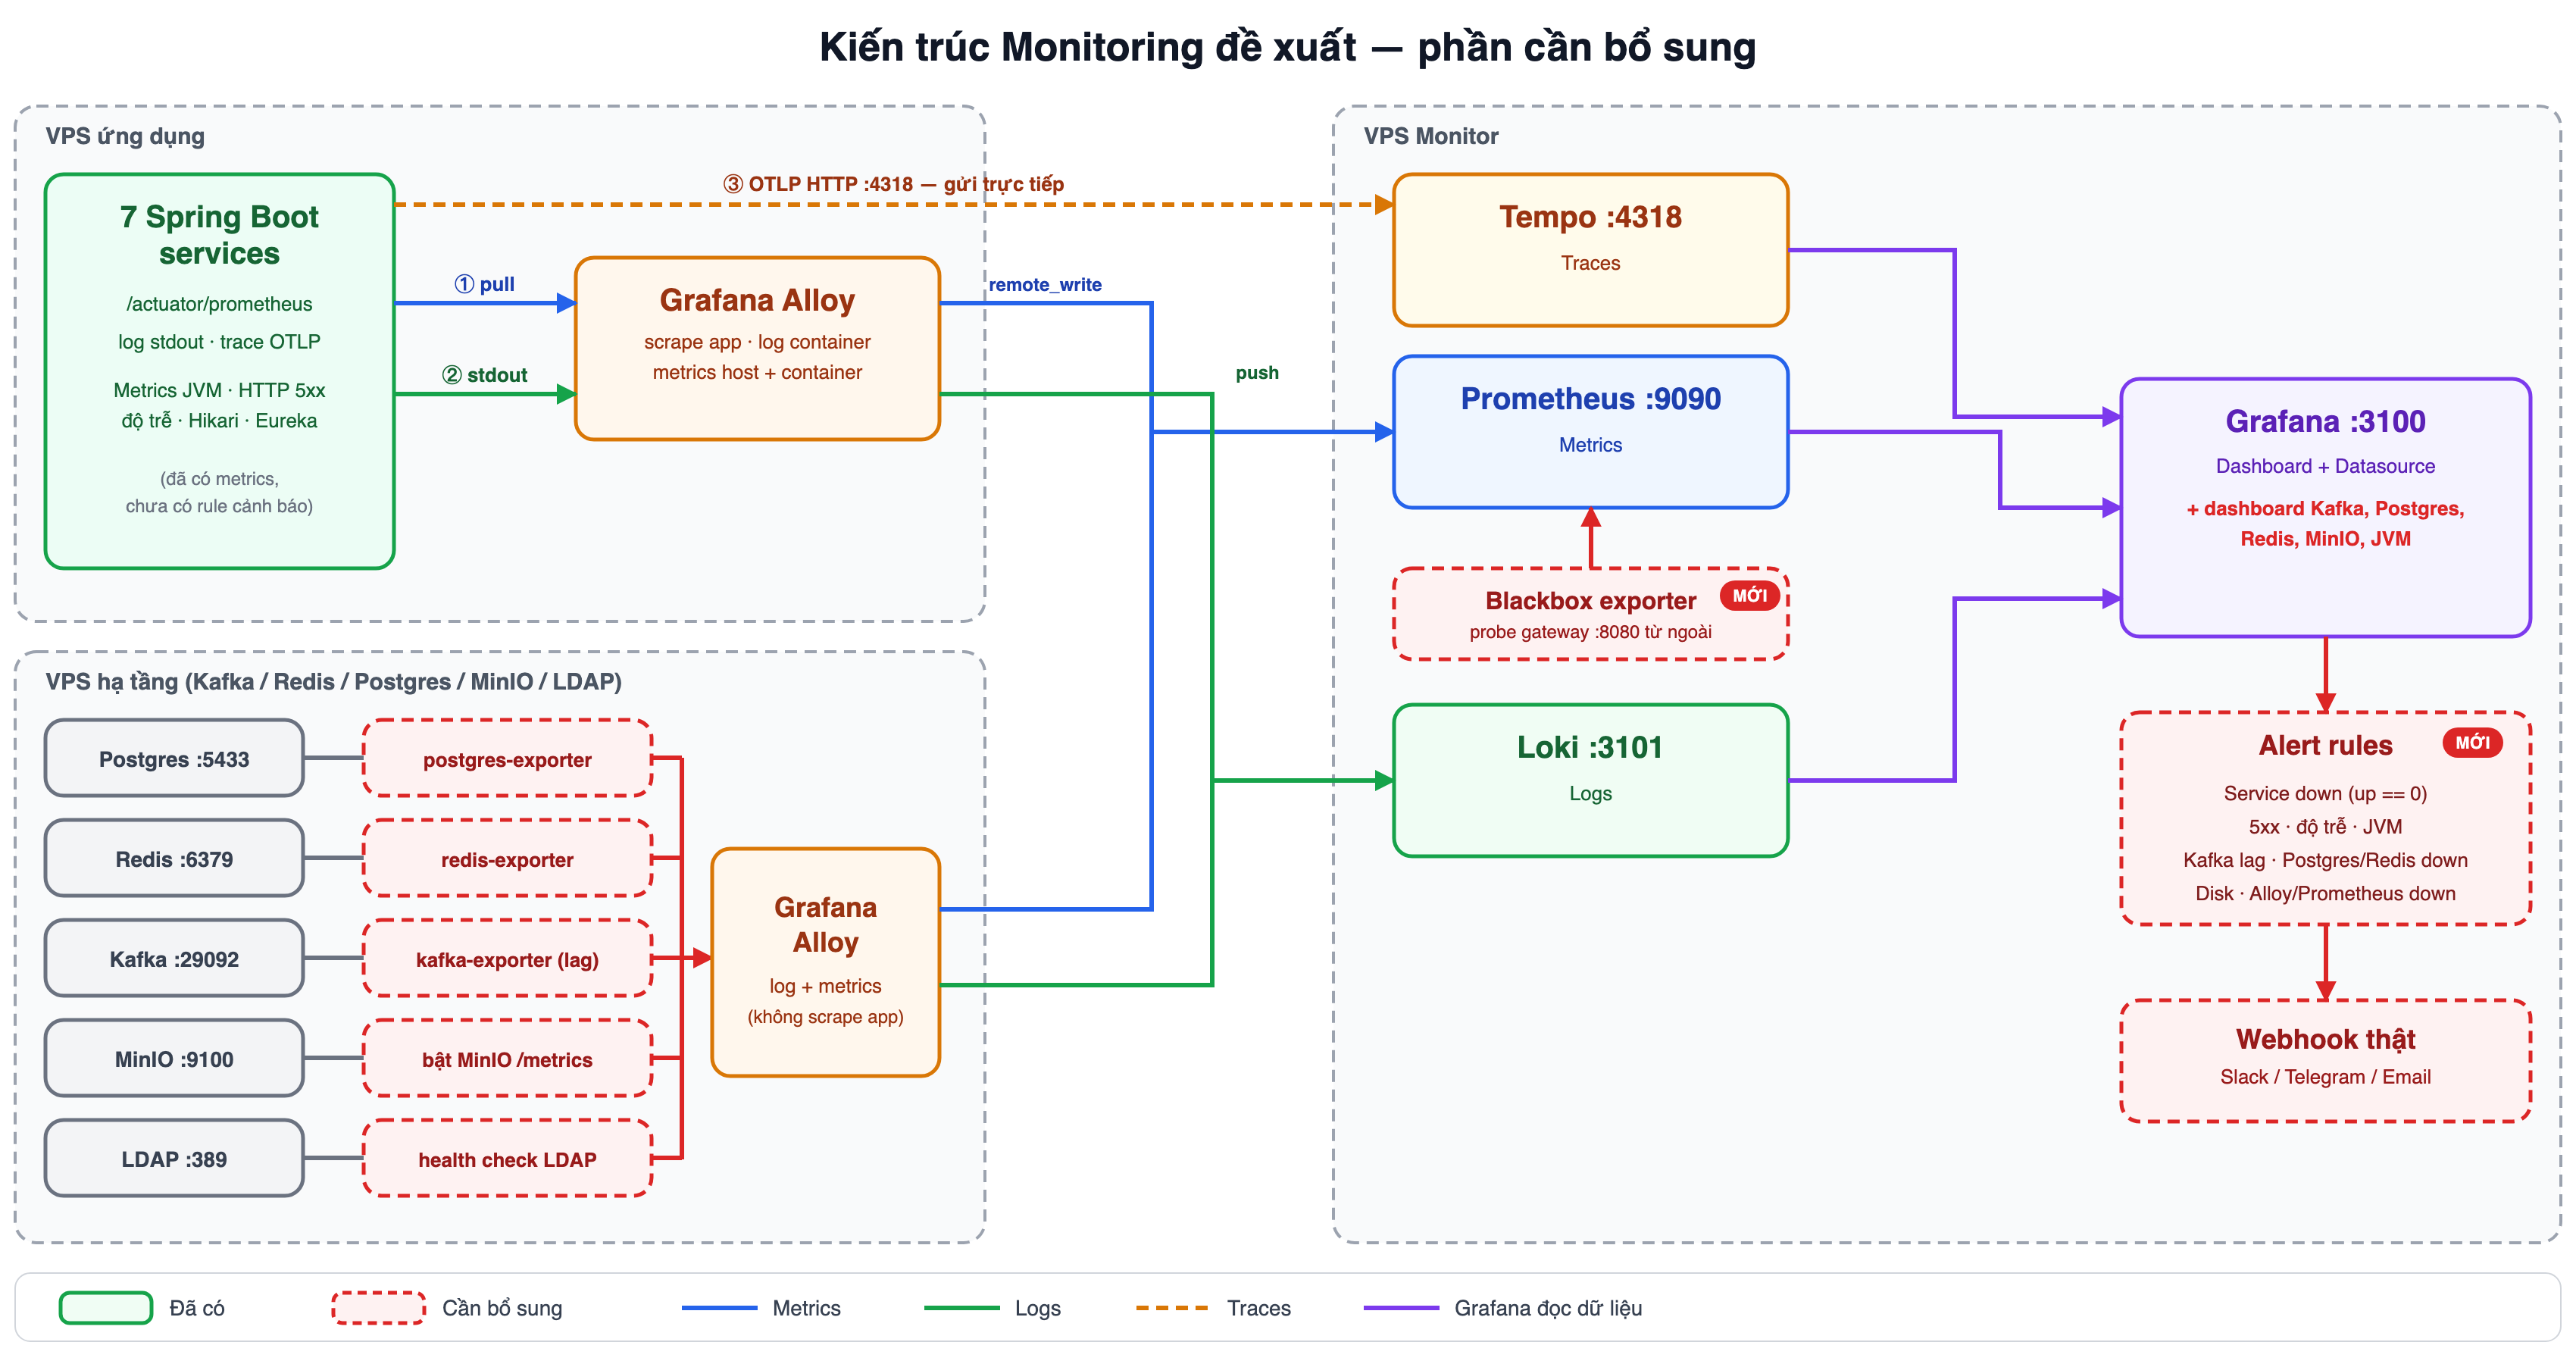 Kiến trúc Monitoring đề xuất — phần cần bổ sung
VPS ứng dụng
7 Spring Boot
services
/actuator/prometheus
log stdout · trace OTLP
Metrics JVM · HTTP 5xx
độ trễ · Hikari · Eureka
(đã có metrics,
chưa có rule cảnh báo)
③ OTLP HTTP :4318 — gửi trực tiếp
① pull
② stdout
Grafana Alloy
scrape app · log container
metrics host + container
remote_write
push
VPS hạ tầng (Kafka / Redis / Postgres / MinIO / LDAP)
Postgres :5433
postgres-exporter
Redis :6379
redis-exporter
Kafka :29092
kafka-exporter (lag)
MinIO :9100
bật MinIO /metrics
LDAP :389
health check LDAP
Grafana
Alloy
log + metrics
(không scrape app)
VPS Monitor
Tempo :4318
Traces
Prometheus :9090
Metrics
Blackbox exporter
MỚI
probe gateway :8080 từ ngoài
Loki :3101
Logs
Grafana :3100
Dashboard + Datasource
+ dashboard Kafka, Postgres,
Redis, MinIO, JVM
Alert rules
MỚI
Service down (up == 0)
5xx · độ trễ · JVM
Kafka lag · Postgres/Redis down
Disk · Alloy/Prometheus down
Webhook thật
Slack / Telegram / Email
Đã có
Cần bổ sung
Metrics
Logs
Traces
Grafana đọc dữ liệu